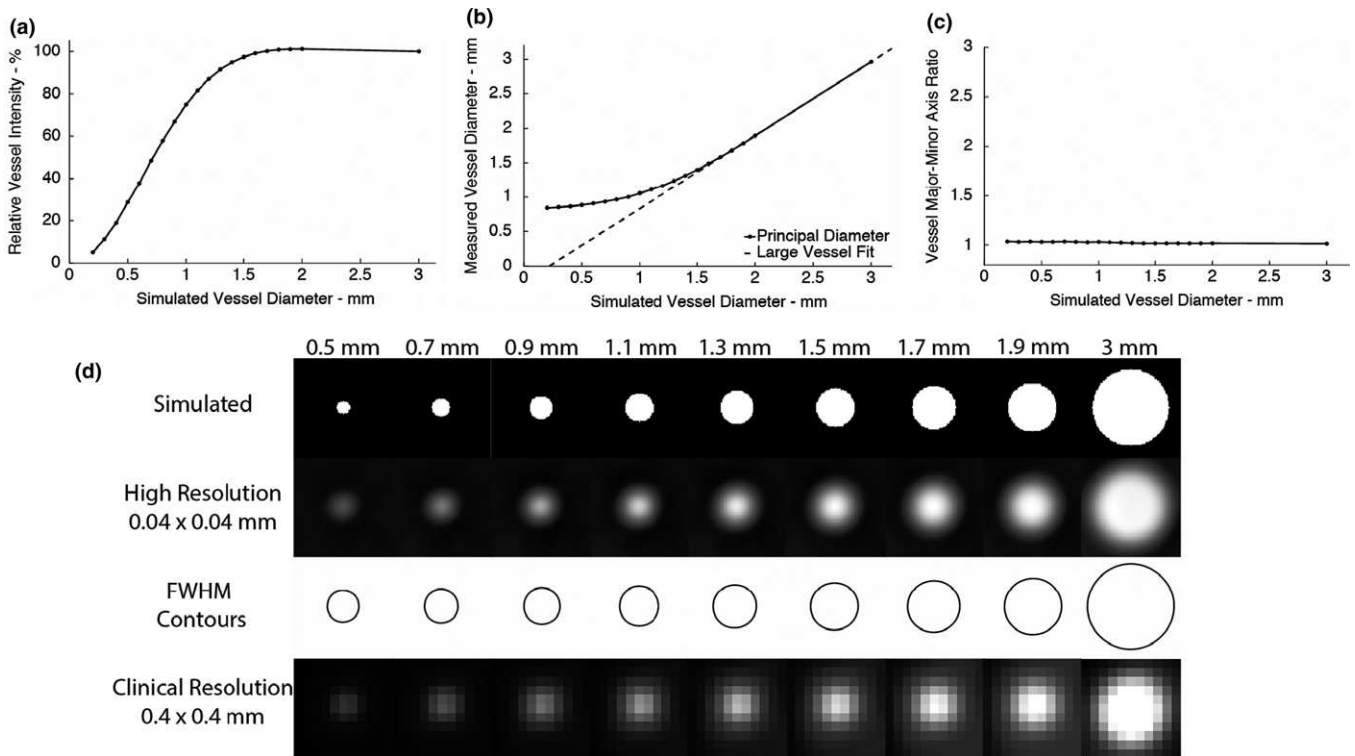 (a)
Relative Vessel Intensity - %
100
80
60
40
20
0
0 0.5 1 1.5 2 2.5 3
Simulated Vessel Diameter - mm
(b)
Measured Vessel Diameter - mm
3
2.5
2
1.5
1
0.5
0
0 0.5 1 1.5 2 2.5 3
Simulated Vessel Diameter - mm
Principal Diameter
Large Vessel Fit
(c)
Vessel Major-Minor Axis Ratio
3
2.5
2
1.5
1
0 0.5 1 1.5 2 2.5 3
Simulated Vessel Diameter - mm
(d)
0.5 mm 0.7 mm 0.9 mm 1.1 mm 1.3 mm 1.5 mm 1.7 mm 1.9 mm 3 mm
Simulated
High Resolution
0.04 x 0.04 mm
FWHM
Contours
Clinical Resolution
0.4 x 0.4 mm